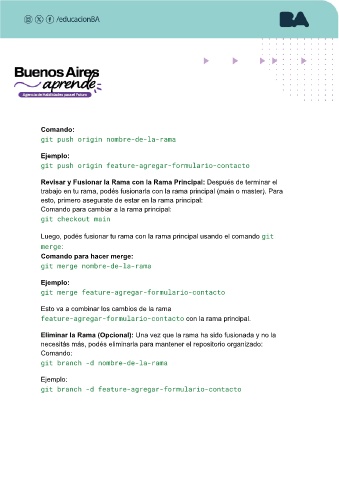 /educacionBA
BA
Buenos Aires
aprende
Agencia de Habilidades para el Futuro
Comando:
git push origin nombre-de-la-rama
Ejemplo:
git push origin feature-agregar-formulario-contacto
Revisar y Fusionar la Rama con la Rama Principal: Después de terminar el
trabajo en tu rama, podés fusionarla con la rama principal (main o master). Para
esto, primero asegurate de estar en la rama principal:
Comando para cambiar a la rama principal:
git checkout main
Luego, podés fusionar tu rama con la rama principal usando el comando git
merge:
Comando para hacer merge:
git merge nombre-de-la-rama
Ejemplo:
git merge feature-agregar-formulario-contacto
Esto va a combinar los cambios de la rama
feature-agregar-formulario-contacto con la rama principal.
Eliminar la Rama (Opcional): Una vez que la rama ha sido fusionada y no la
necesitás más, podés eliminarla para mantener el repositorio organizado:
Comando:
git branch -d nombre-de-la-rama
Ejemplo:
git branch -d feature-agregar-formulario-contacto